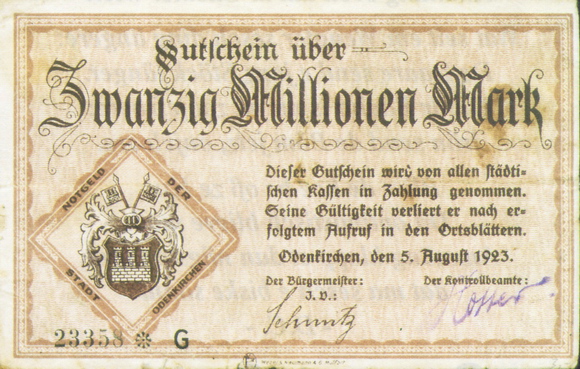 Gutschein über
Zwanzig Millionen Mark
Dieser Gutschein wird von allen städti-
schen Kassen in Zahlung genommen.
Seine Gültigkeit verliert er nach er-
folgtem Aufruf in den Ortsblättern.
Odenkirchen, den 5. August 1923.
Der Bürgermeister:
Der Kontrollbeamte:
I. V.:
Schmitz
NOTGELD DER
STADT ODENKIRCHEN
23358 ※ G